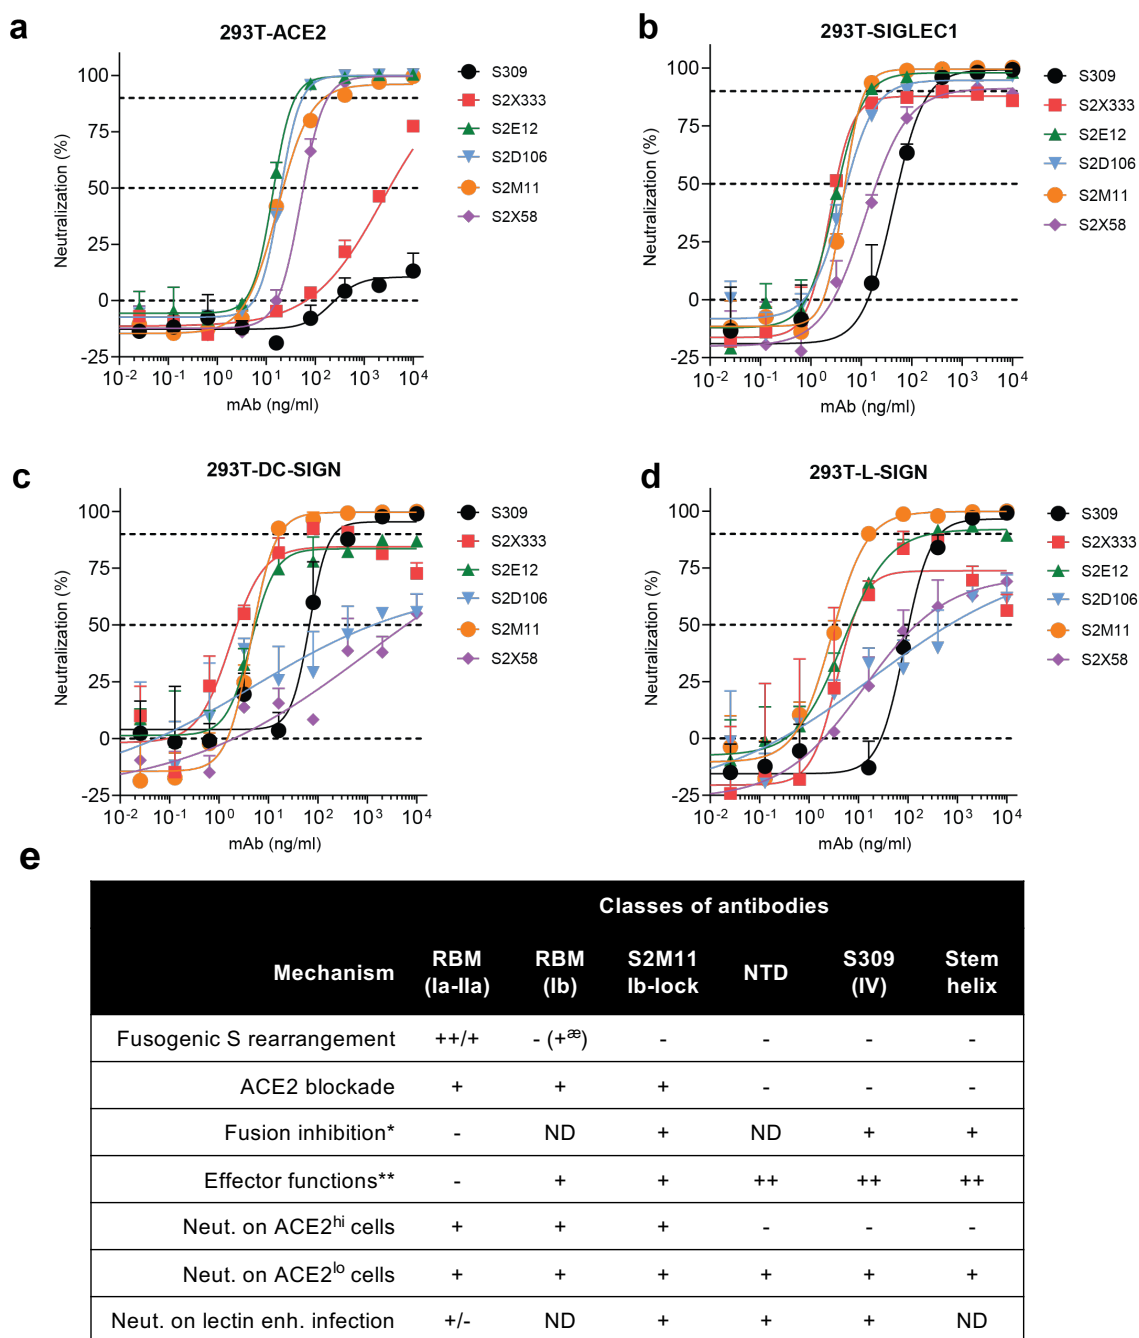 a
293T-ACE2
Neutralization (%)
100
75
50
25
0
-25
10-2 10-1 100 101 102 103 104
mAb (ng/ml)
S309
S2X333
S2E12
S2D106
S2M11
S2X58
b
293T-SIGLEC1
Neutralization (%)
100
75
50
25
0
-25
10-2 10-1 100 101 102 103 104
mAb (ng/ml)
S309
S2X333
S2E12
S2D106
S2M11
S2X58
c
293T-DC-SIGN
Neutralization (%)
100
75
50
25
0
-25
10-2 10-1 100 101 102 103 104
mAb (ng/ml)
S309
S2X333
S2E12
S2D106
S2M11
S2X58
d
293T-L-SIGN
Neutralization (%)
100
75
50
25
0
-25
10-2 10-1 100 101 102 103 104
mAb (ng/ml)
S309
S2X333
S2E12
S2D106
S2M11
S2X58
e
Classes of antibodies
Mechanism RBM (Ia-IIa) RBM (Ib) S2M11 Ib-lock NTD S309 (IV) Stem helix
Fusogenic S rearrangement ++/+ - (+æ) - - - -
ACE2 blockade + + + - - -
Fusion inhibition* - ND + ND + +
Effector functions** - + + ++ ++ ++
Neut. on ACE2hi cells + + + - - -
Neut. on ACE2lo cells + + + + + +
Neut. on lectin enh. infection +/- ND + + + ND